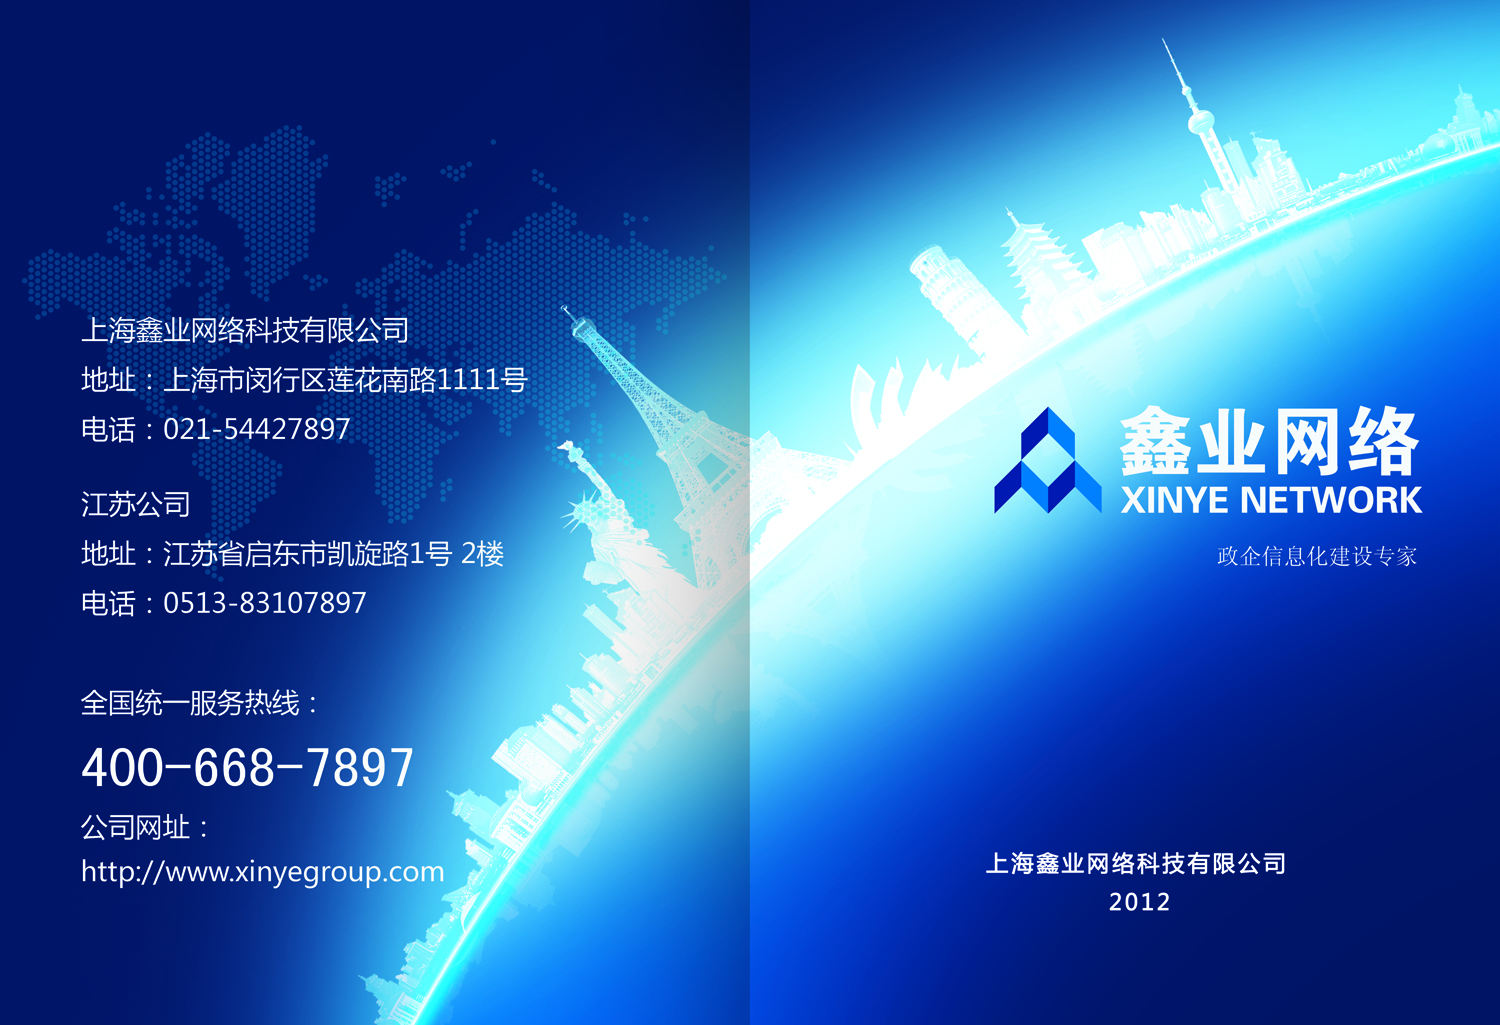 上海鑫业网络科技有限公司
地址：上海市闵行区莲花南路1111号
电话：021-54427897
江苏公司
地址：江苏省启东市凯旋路1号 2楼
电话：0513-83107897
全国统一服务热线：
400-668-7897
公司网址：
http://www.xinyegroup.com
鑫业网络
XINYE NETWORK
政企信息化建设专家
上海鑫业网络科技有限公司
2012